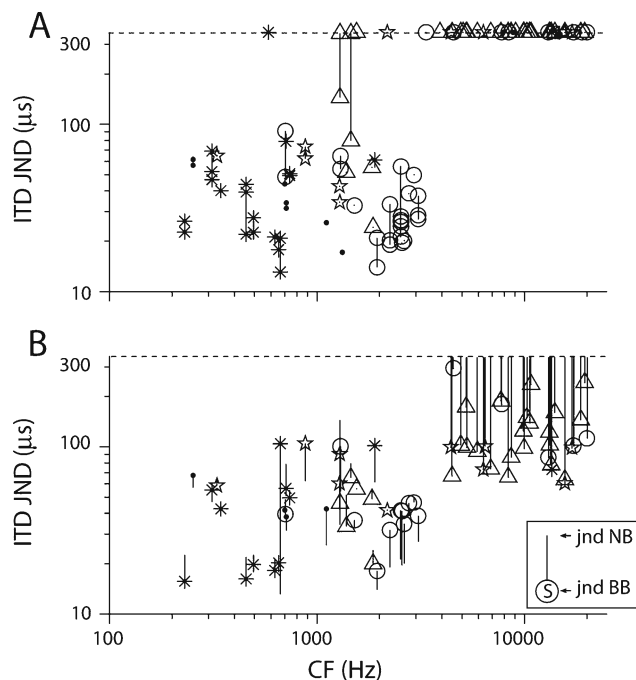 A
300
100
10
ITD JND (μs)
B
300
100
10
ITD JND (μs)
jnd NB
S jnd BB
100 1000 10000
CF (Hz)